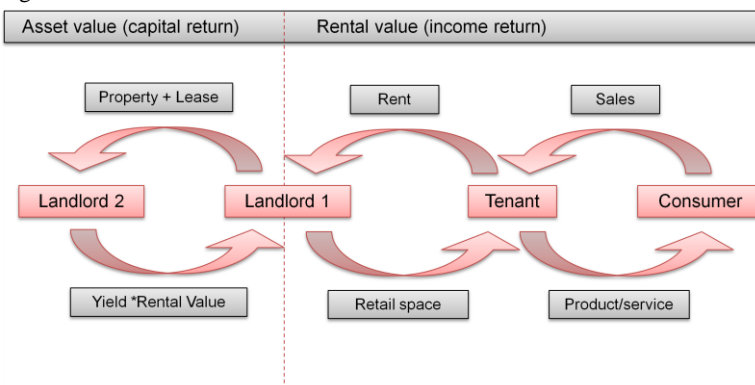 Asset value (capital return)
Rental value (income return)
Property + Lease
Rent
Sales
Landlord 2
Landlord 1
Tenant
Consumer
Yield *Rental Value
Retail space
Product/service